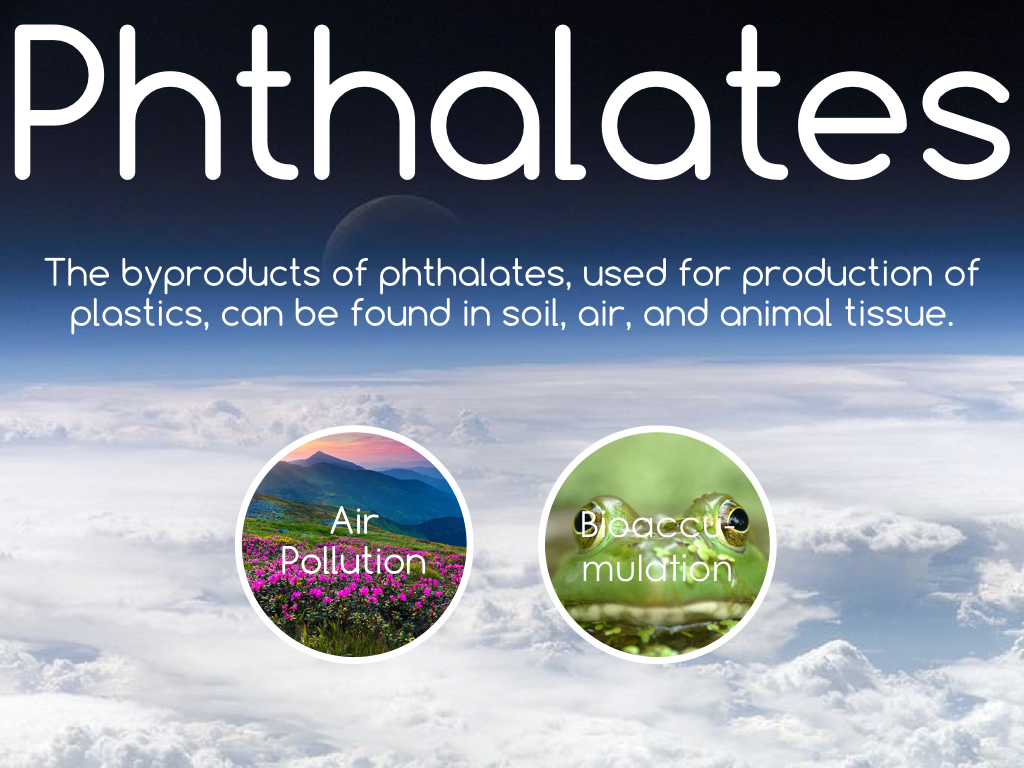 Phthalates
The byproducts of phthalates, used for production of
plastics, can be found in soil, air, and animal tissue.
Air
Pollution
Bioaccu-
mulation